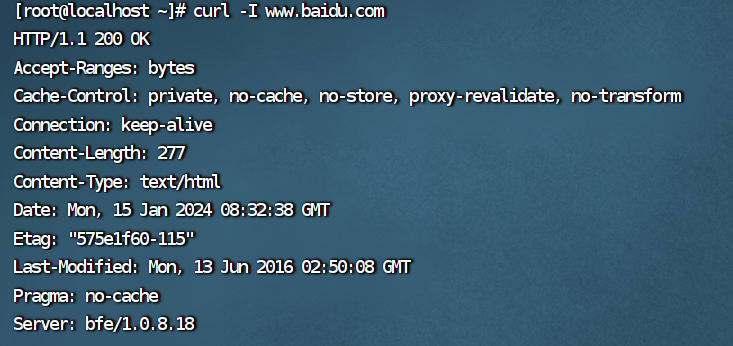 [root@localhost ~]# curl -I www.baidu.com
HTTP/1.1 200 OK
Accept-Ranges: bytes
Cache-Control: private, no-cache, no-store, proxy-revalidate, no-transform
Connection: keep-alive
Content-Length: 277
Content-Type: text/html
Date: Mon, 15 Jan 2024 08:32:38 GMT
Etag: "575e1f60-115"
Last-Modified: Mon, 13 Jun 2016 02:50:08 GMT
Pragma: no-cache
Server: bfe/1.0.8.18